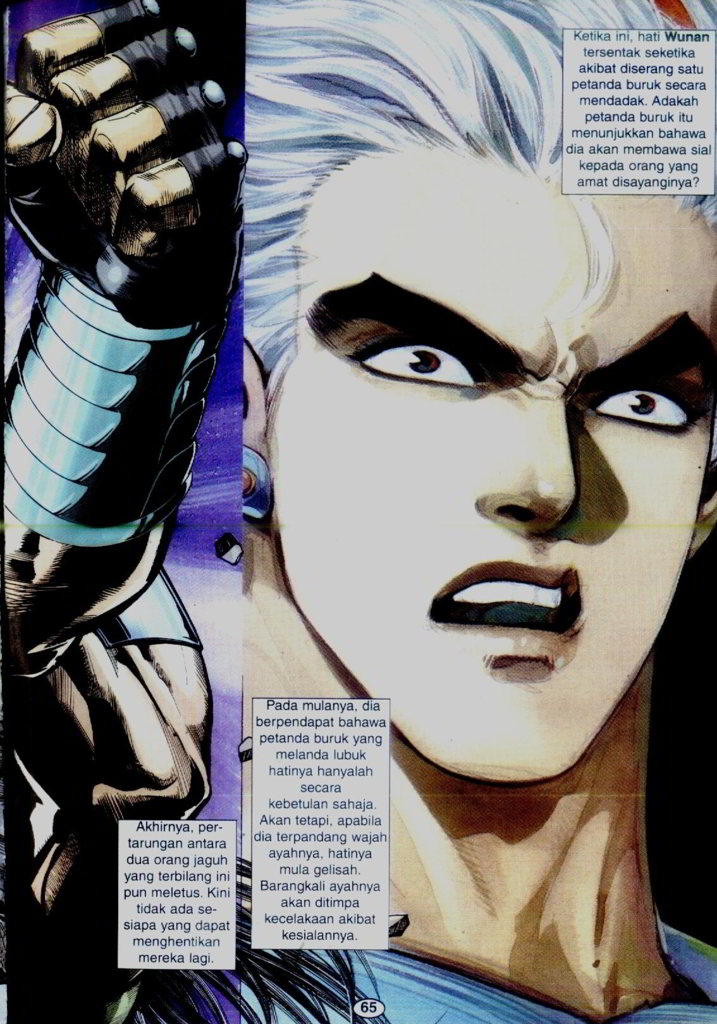 Ketika ini, hati Wunan
tersentak seketika
akibat diserang satu
petanda buruk secara
mendadak. Adakah
petanda buruk itu
menunjukkan bahawa
dia akan membawa sial
kepada orang yang
amat disayanginya?
Pada mulanya, dia
berpendapat bahawa
petanda buruk yang
melanda lubuk
hatinya hanyalah
secara
kebetulan sahaja.
Akan tetapi, apabila
dia terpandang wajah
ayahnya, hatinya
mula gelisah.
Barangkali ayahnya
akan ditimpa
kecelakaan akibat
kesialannya.
Akhirnya, per-
tarungan antara
dua orang jaguh
yang terbilang ini
pun meletus. Kini
tidak ada se-
siapa yang dapat
menghentikan
mereka lagi.
65